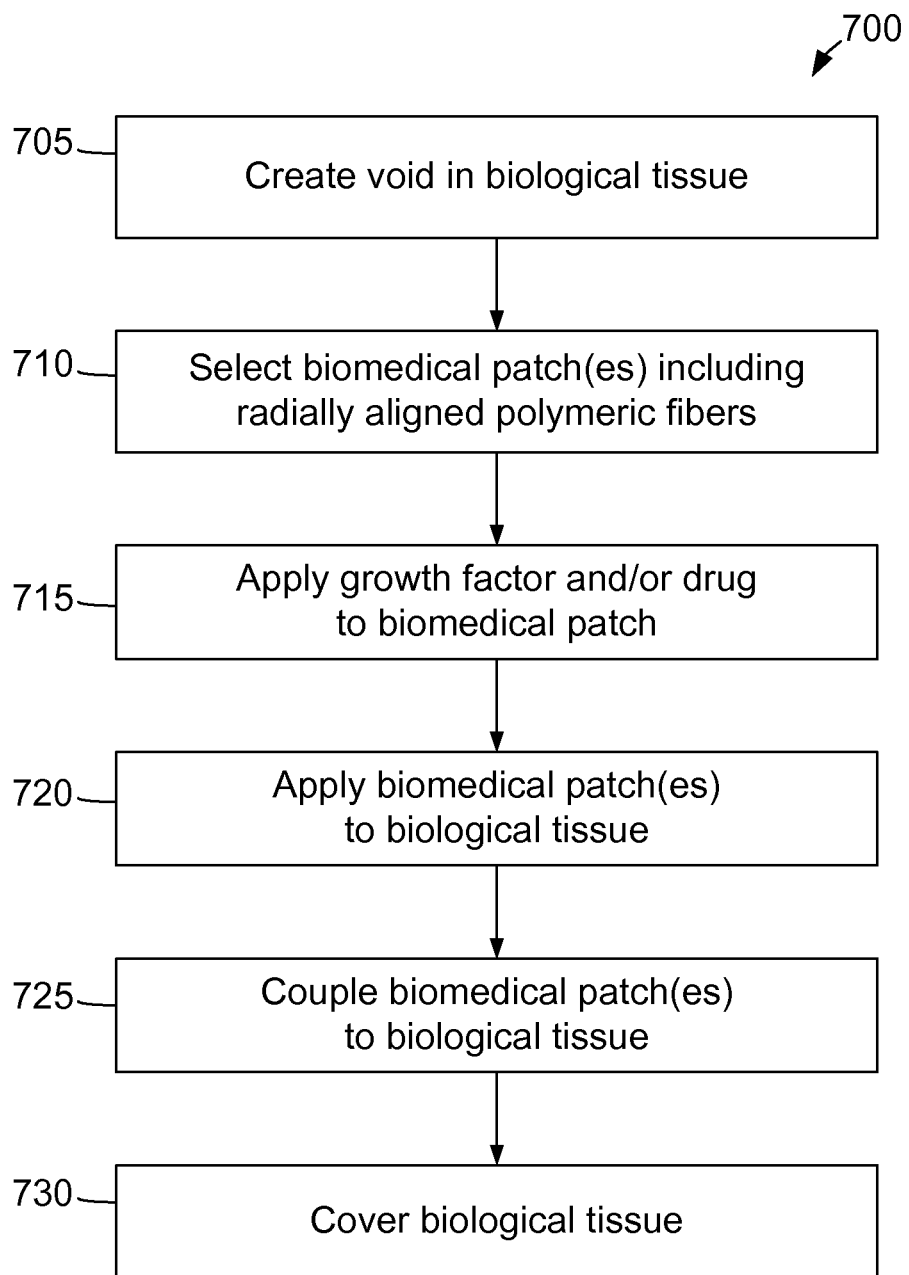 700
705
Create void in biological tissue
710
Select biomedical patch(es) including
radially aligned polymeric fibers
715
Apply growth factor and/or drug
to biomedical patch
720
Apply biomedical patch(es)
to biological tissue
725
Couple biomedical patch(es)
to biological tissue
730
Cover biological tissue